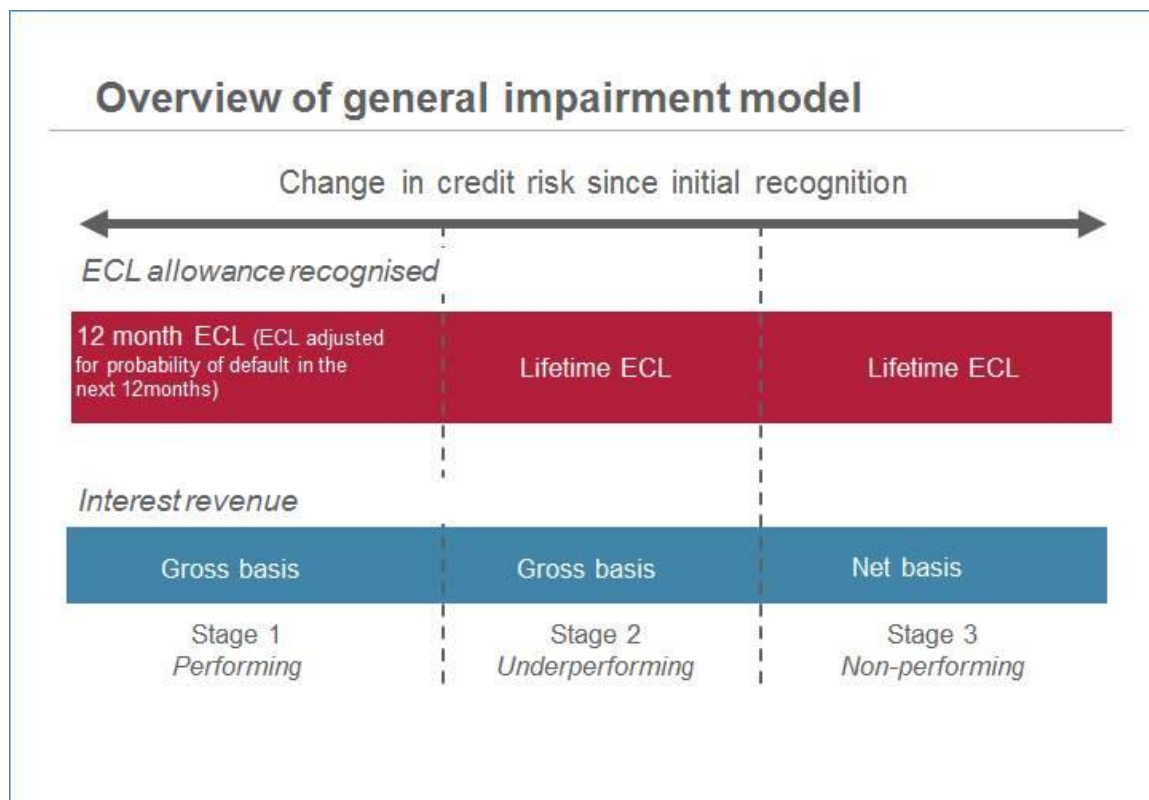 Overview of general impairment model
Change in credit risk since initial recognition
ECL allowance recognised
12 month ECL (ECL adjusted
for probability of default in the
next 12months)
Lifetime ECL
Lifetime ECL
Interest revenue
Gross basis
Gross basis
Net basis
Stage 1
Performing
Stage 2
Underperforming
Stage 3
Non-performing